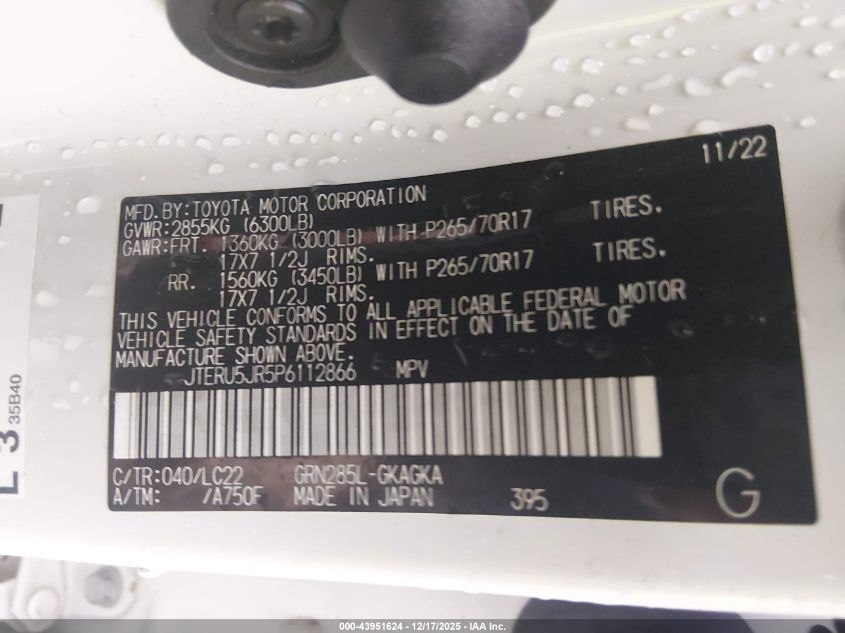 11/22
MFD.BY:TOYOTA MOTOR CORPORATION
GVWR:2855KG (6300LB)
GAWR:FRT. 1360KG (3000LB) WITH P265/70R17 TIRES.
17X7 1/2J RIMS.
RR. 1560KG (3450LB) WITH P265/70R17 TIRES.
17X7 1/2J RIMS.
THIS VEHICLE CONFORMS TO ALL APPLICABLE FEDERAL MOTOR
VEHICLE SAFETY STANDARDS IN EFFECT ON THE DATE OF
MANUFACTURE SHOWN ABOVE.
JTERU5JR5P6112866 MPV
C/TR:040/LC22 GRN285L-GKAGKA
A/TM: /A750F MADE IN JAPAN 395 G
L 3 35B40
000-43951624 - 12/17/2025 - IAA Inc.